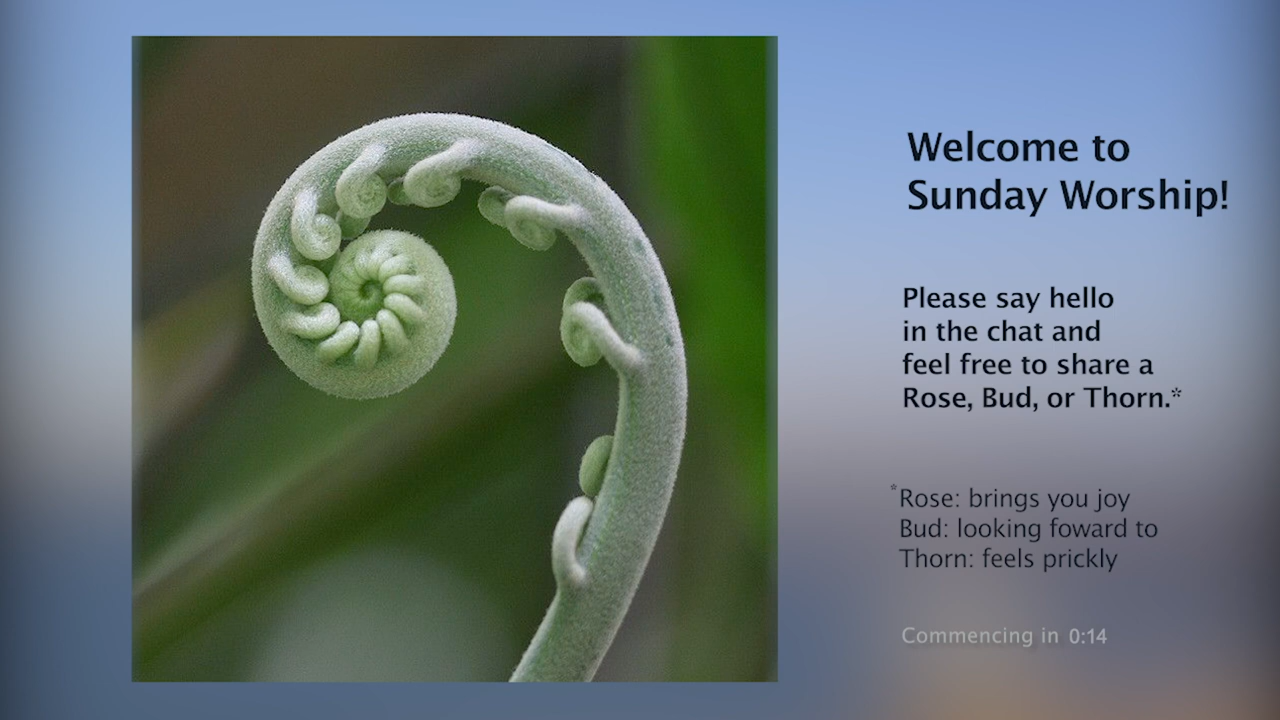 Welcome to
Sunday Worship!
Please say hello
in the chat and
feel free to share a
Rose, Bud, or Thorn.*
*Rose: brings you joy
Bud: looking foward to
Thorn: feels prickly
Commencing in 0:14